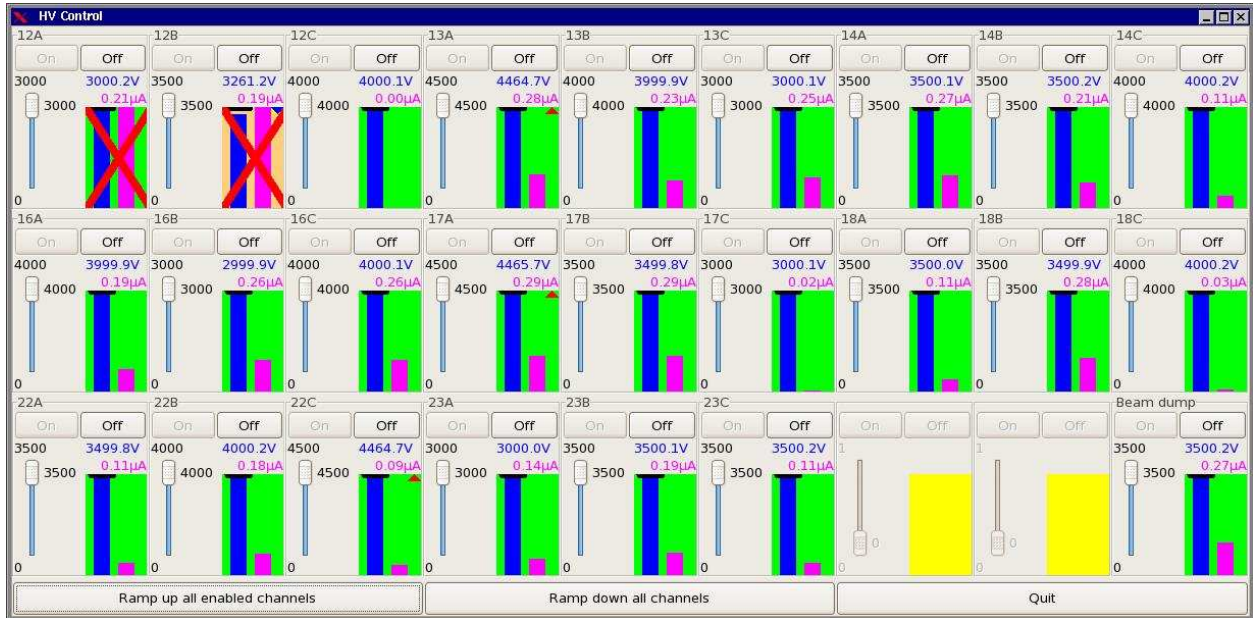 HV Control
12A 12B 12C 13A 13B 13C 14A 14B 14C
On Off On Off On Off On Off On Off On Off On Off On Off On Off
3000 3000.2V 3500 3261.2V 4000 4000.1V 4500 4464.7V 4000 3999.9V 3000 3000.1V 3500 3500.1V 3500 3500.2V 4000 4000.2V
0.21µA 0.19µA 0.00µA 0.28µA 0.23µA 0.25µA 0.27µA 0.21µA 0.11µA
3000 3500 4000 4500 4000 3000 3500 3500 4000
0 0 0 0 0 0 0 0 0
16A 16B 16C 17A 17B 17C 18A 18B 18C
On Off On Off On Off On Off On Off On Off On Off On Off On Off
4000 3999.9V 3000 2999.9V 4000 4000.1V 4500 4465.7V 3500 3499.8V 3000 3000.1V 3500 3500.0V 3500 3499.9V 4000 4000.2V
0.19µA 0.26µA 0.26µA 0.29µA 0.29µA 0.02µA 0.11µA 0.28µA 0.03µA
4000 3000 4000 4500 3500 3000 3500 3500 4000
0 0 0 0 0 0 0 0 0
22A 22B 22C 23A 23B 23C Beam dump
On Off On Off On Off On Off On Off On Off On Off On Off On Off
3500 3499.8V 4000 4000.2V 4500 4464.7V 3000 3000.0V 3500 3500.1V 3500 3500.2V 1 1 3500 3500.2V
0.11µA 0.18µA 0.09µA 0.14µA 0.19µA 0.11µA 0.27µA
3500 4000 4500 3000 3500 3500 3500
0 0
0 0 0 0 0 0 0 0 0
Ramp up all enabled channels Ramp down all channels Quit